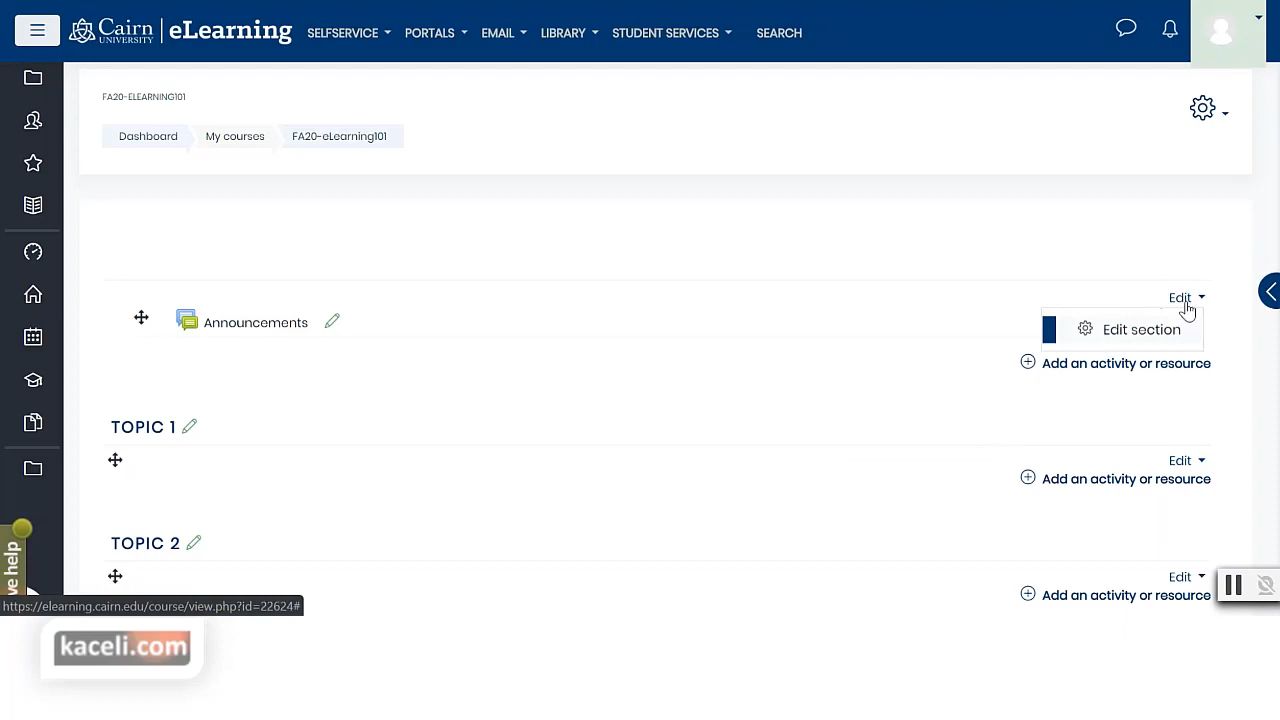 Cairn UNIVERSITY eLearning SELFSERVICE PORTALS EMAIL LIBRARY STUDENT SERVICES SEARCH
FA20-ELEARNING101
Dashboard My courses FA20-eLearning101
Edit
Announcements
Edit section
Add an activity or resource
TOPIC 1
Edit
Add an activity or resource
TOPIC 2
Edit
Add an activity or resource
ve help
https://elearning.cairn.edu/course/view.php?id=22624#
kaceli.com